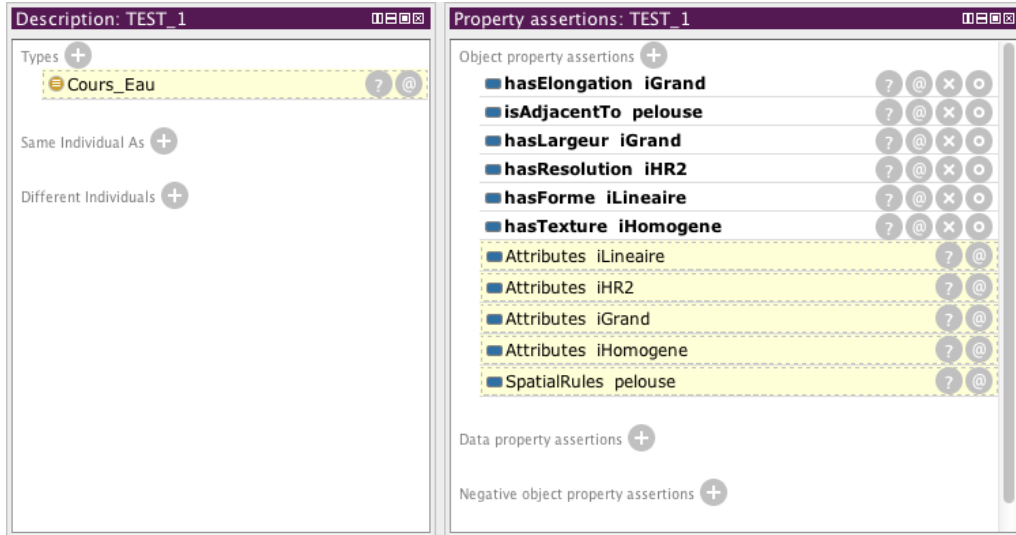 Description: TEST_1
Types
Cours_Eau
Same Individual As
Different Individuals
Property assertions: TEST_1
Object property assertions
hasElongation iGrand
isAdjacentTo pelouse
hasLargeur iGrand
hasResolution iHR2
hasForme iLineaire
hasTexture iHomogene
Attributes iLineaire
Attributes iHR2
Attributes iGrand
Attributes iHomogene
SpatialRules pelouse
Data property assertions
Negative object property assertions